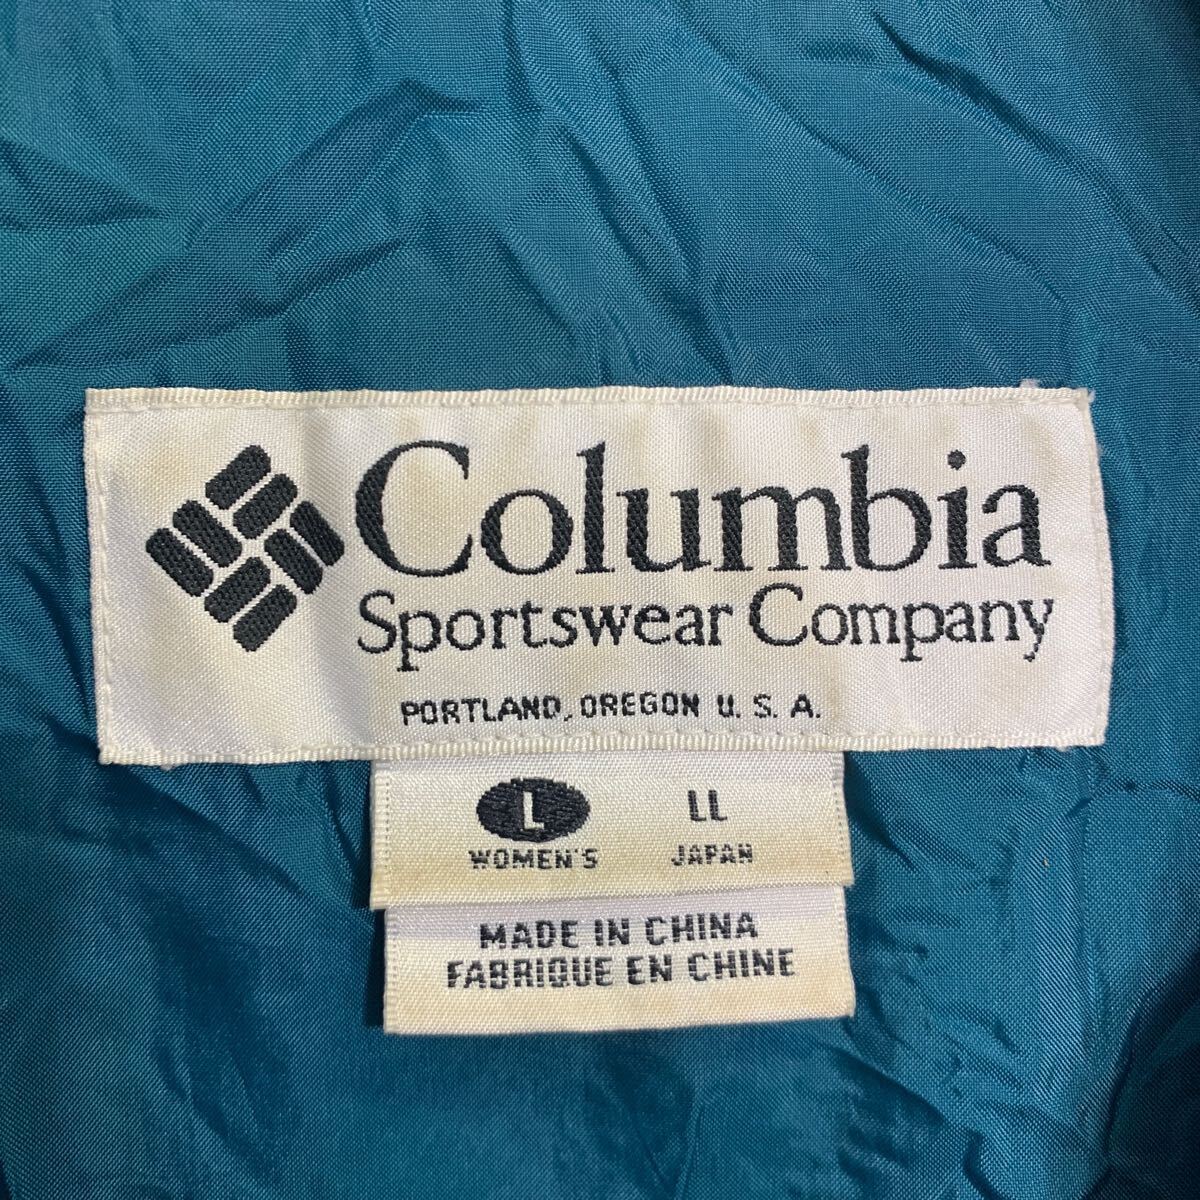 Columbia
Sportswear Company
PORTLAND, OREGON U. S. A.
L LL
WOMEN'S JAPAN
MADE IN CHINA
FABRIQUE EN CHINE